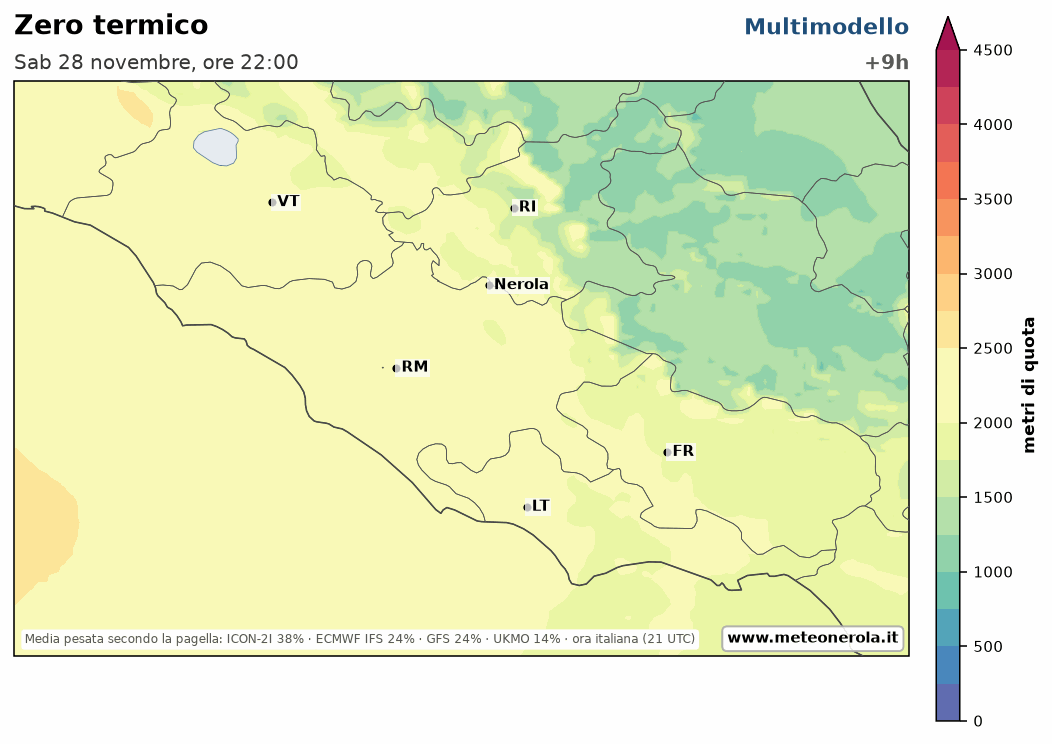 Zero termico
Multimodello
Sab 28 novembre, ore 22:00
+9h
VT
RI
Nerola
RM
FR
LT
Media pesata secondo la pagella: ICON-2I 38% · ECMWF IFS 24% · GFS 24% · UKMO 14% · ora italiana (21 UTC)
www.meteonerola.it
4500
4000
3500
3000
2500
2000
1500
1000
500
0
metri di quota